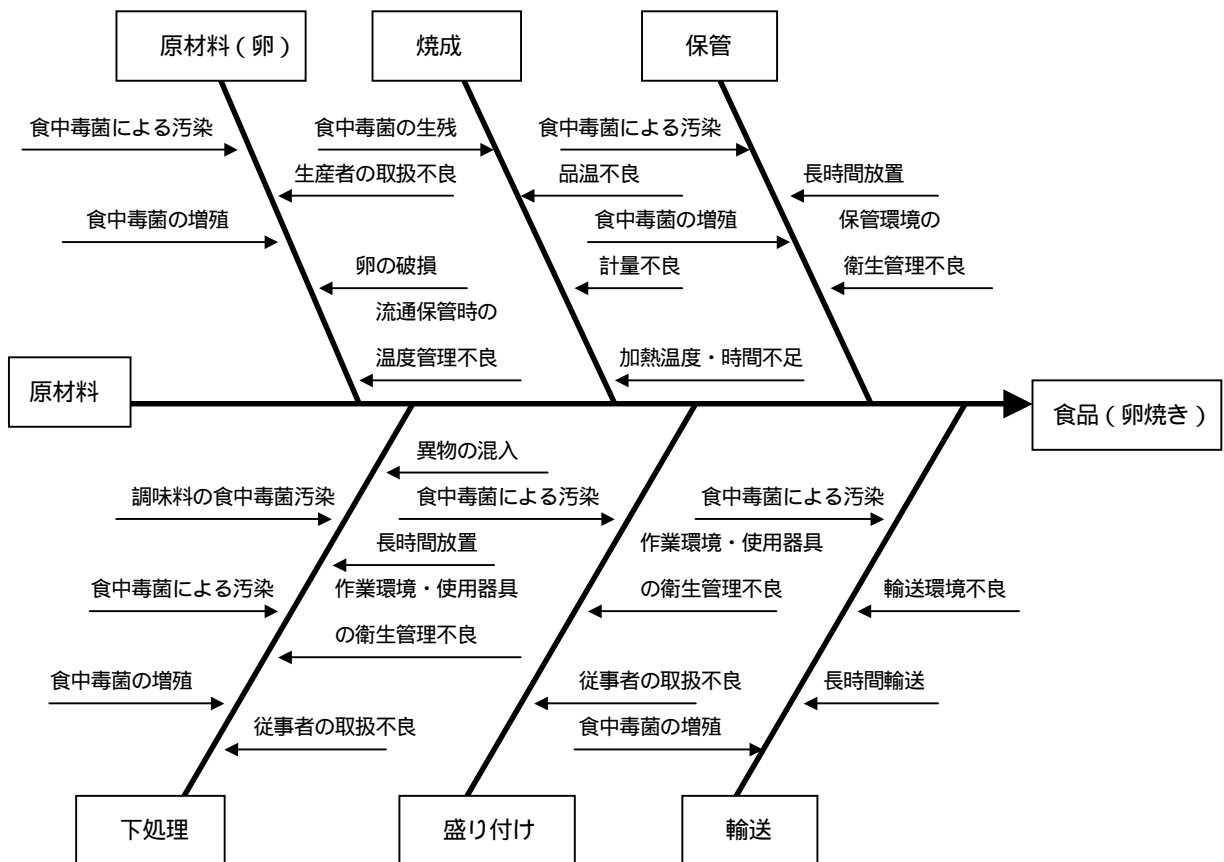 原材料（卵）
焼成
保管
食中毒菌による汚染
食中毒菌の生残
食中毒菌による汚染
生産者の取扱不良
品温不良
長時間放置
食中毒菌の増殖
食中毒菌の増殖
保管環境の
衛生管理不良
卵の破損
計量不良
流通保管時の
温度管理不良
加熱温度・時間不足
原材料
食品（卵焼き）
異物の混入
調味料の食中毒菌汚染
食中毒菌による汚染
食中毒菌による汚染
長時間放置
作業環境・使用器具
の衛生管理不良
食中毒菌による汚染
作業環境・使用器具
の衛生管理不良
輸送環境不良
食中毒菌の増殖
従事者の取扱不良
長時間輸送
従事者の取扱不良
食中毒菌の増殖
下処理
盛り付け
輸送